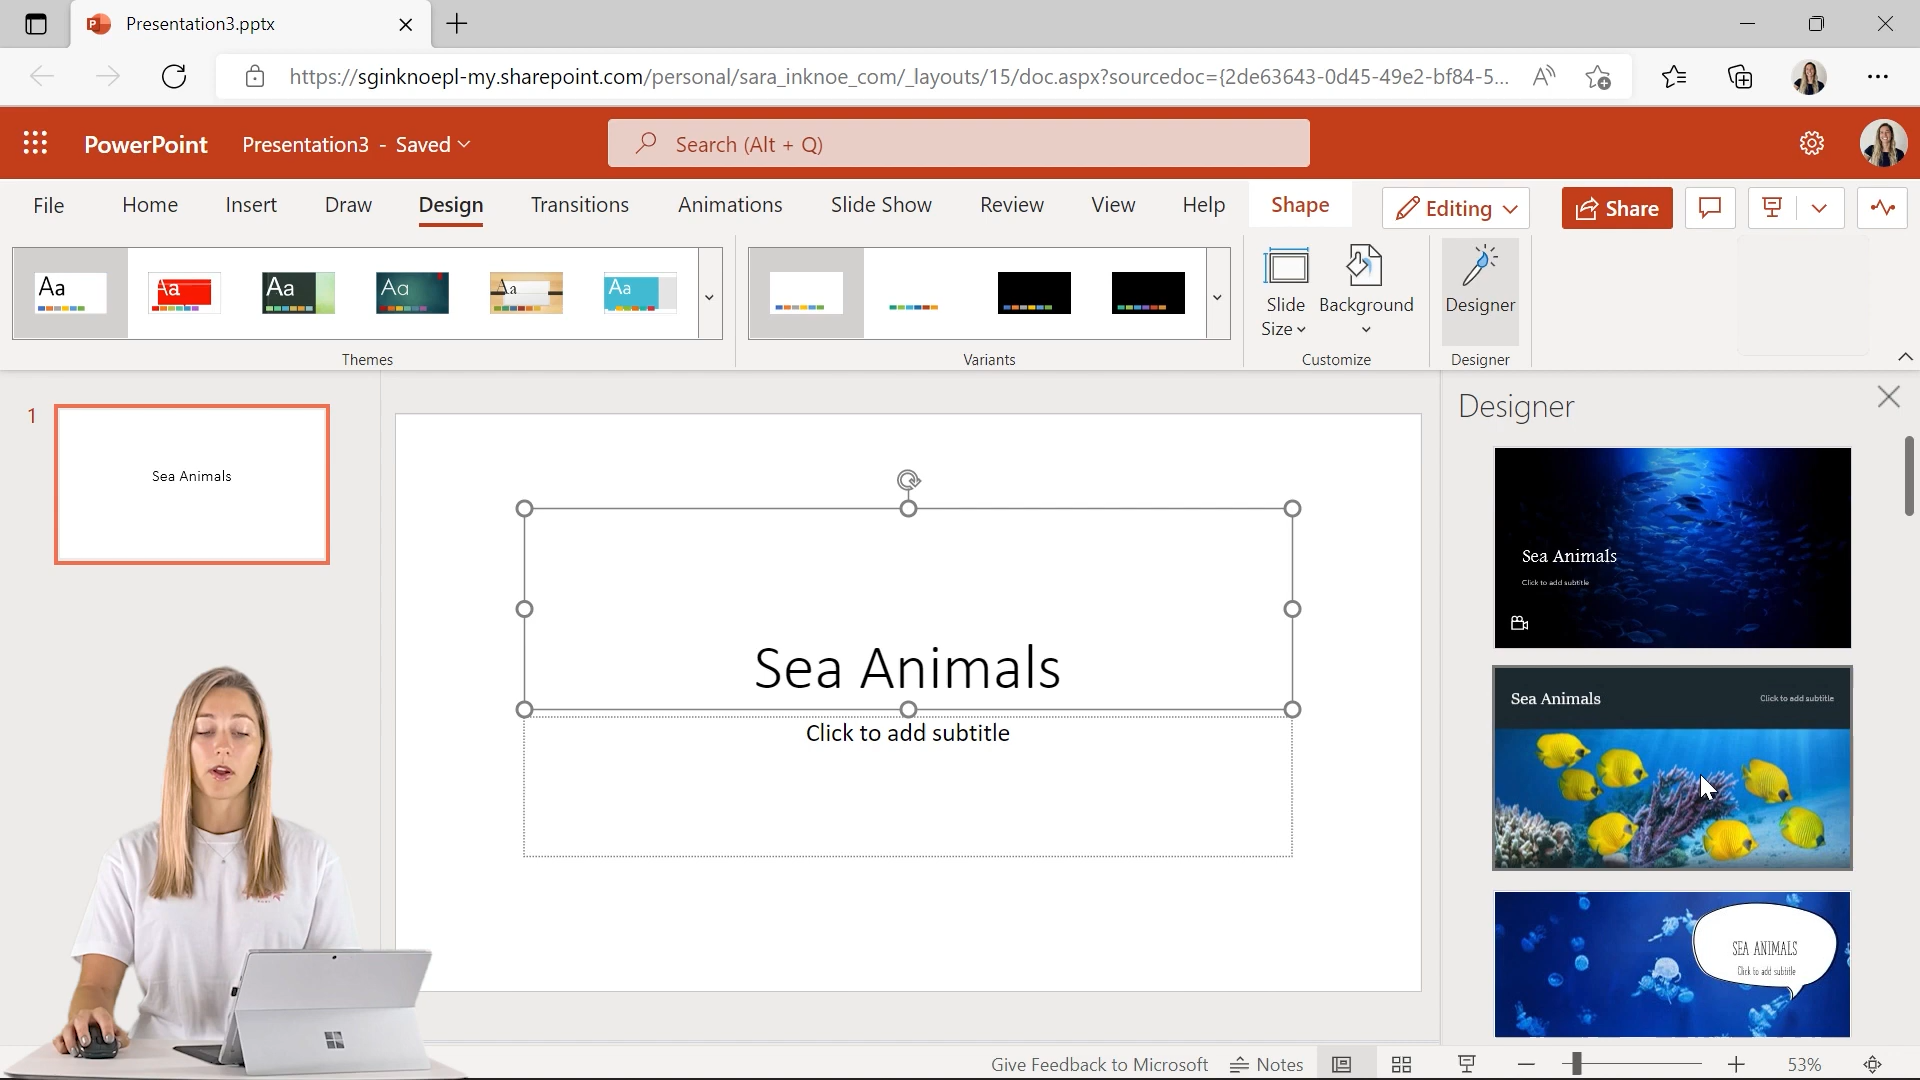 Presentation3.pptx
https://sginknoepl-my.sharepoint.com/personal/sara_inknoe_com/_layouts/15/doc.aspx?sourcedoc={2de63643-0d45-49e2-bf84-5...
PowerPoint Presentation3 - Saved
Search (Alt + Q)
File Home Insert Draw Design Transitions Animations Slide Show Review View Help Shape
Editing
Share
Aa Aa Aa Aa Aa Aa
Slide Size
Background
Designer
Themes
Variants
Customize
Designer
1
Sea Animals
Sea Animals
Click to add subtitle
Designer
Sea Animals
Click to add subtitle
Sea Animals
Click to add subtitle
SEA ANIMALS
Click to add subtitle
Give Feedback to Microsoft
Notes
53%